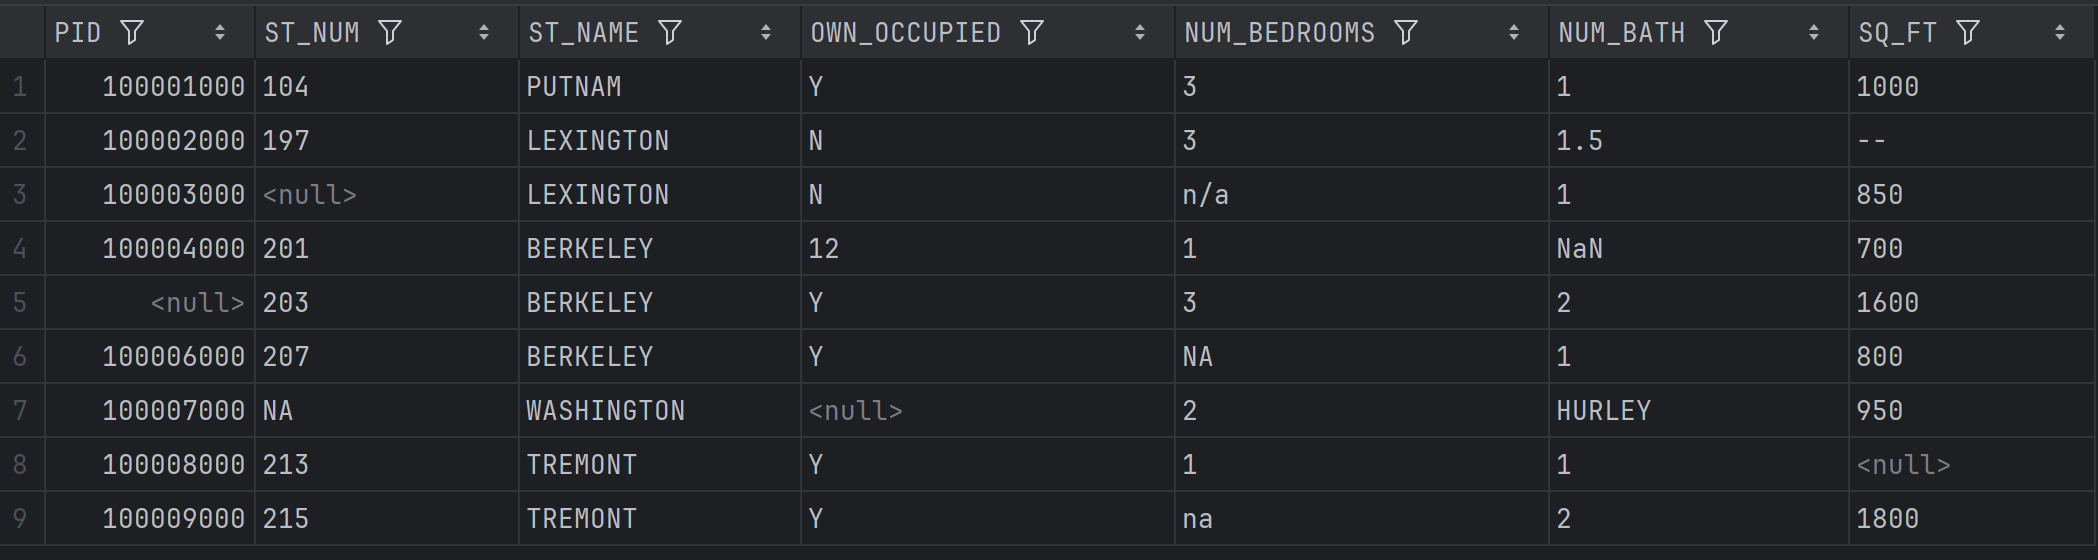 PID ST_NUM ST_NAME OWN_OCCUPIED NUM_BEDROOMS NUM_BATH SQ_FT
1 100001000 104 PUTNAM Y 3 1 1000
2 100002000 197 LEXINGTON N 3 1.5 --
3 100003000 <null> LEXINGTON N n/a 1 850
4 100004000 201 BERKELEY 12 1 NaN 700
5 <null> 203 BERKELEY Y 3 2 1600
6 100006000 207 BERKELEY Y NA 1 800
7 100007000 NA WASHINGTON <null> 2 HURLEY 950
8 100008000 213 TREMONT Y 1 1 <null>
9 100009000 215 TREMONT Y na 2 1800